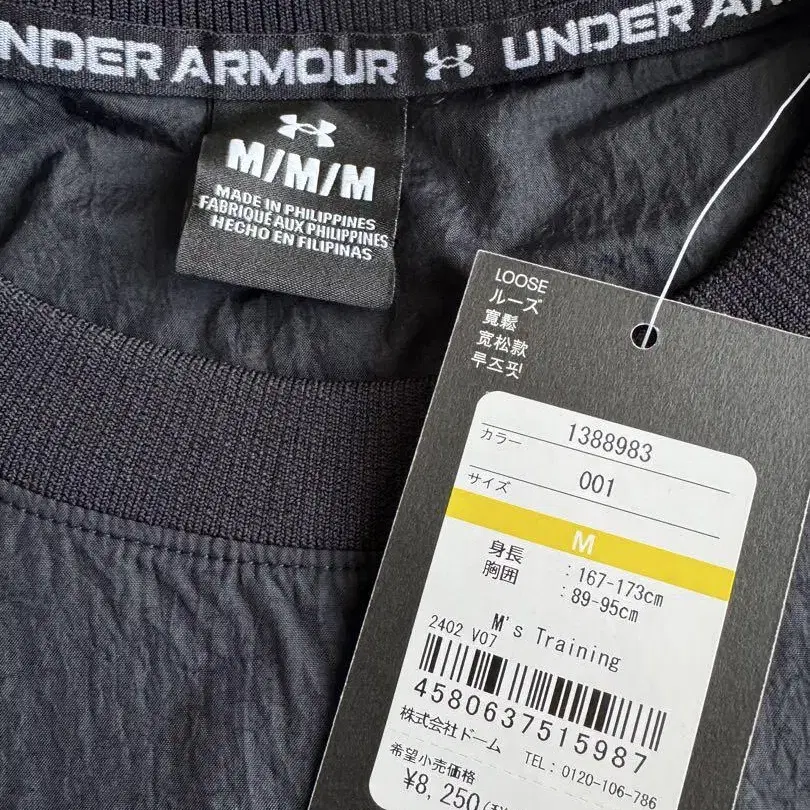 UNDER ARMOUR UNDER
M/M/M
MADE IN PHILIPPINES
FABRIQUÉ AUX PHILIPPINES
HECHO EN FILIPINAS
LOOSE
ルーズ
寬鬆
宽松款
루즈핏
1388983
カラー
001
サイズ
M
身長 : 167-173cm
胸囲 : 89-95cm
M's Training
2402 V07
4580637515987
株式会社ドーム TEL: 0120-106-786
希望小売価格
¥8,250